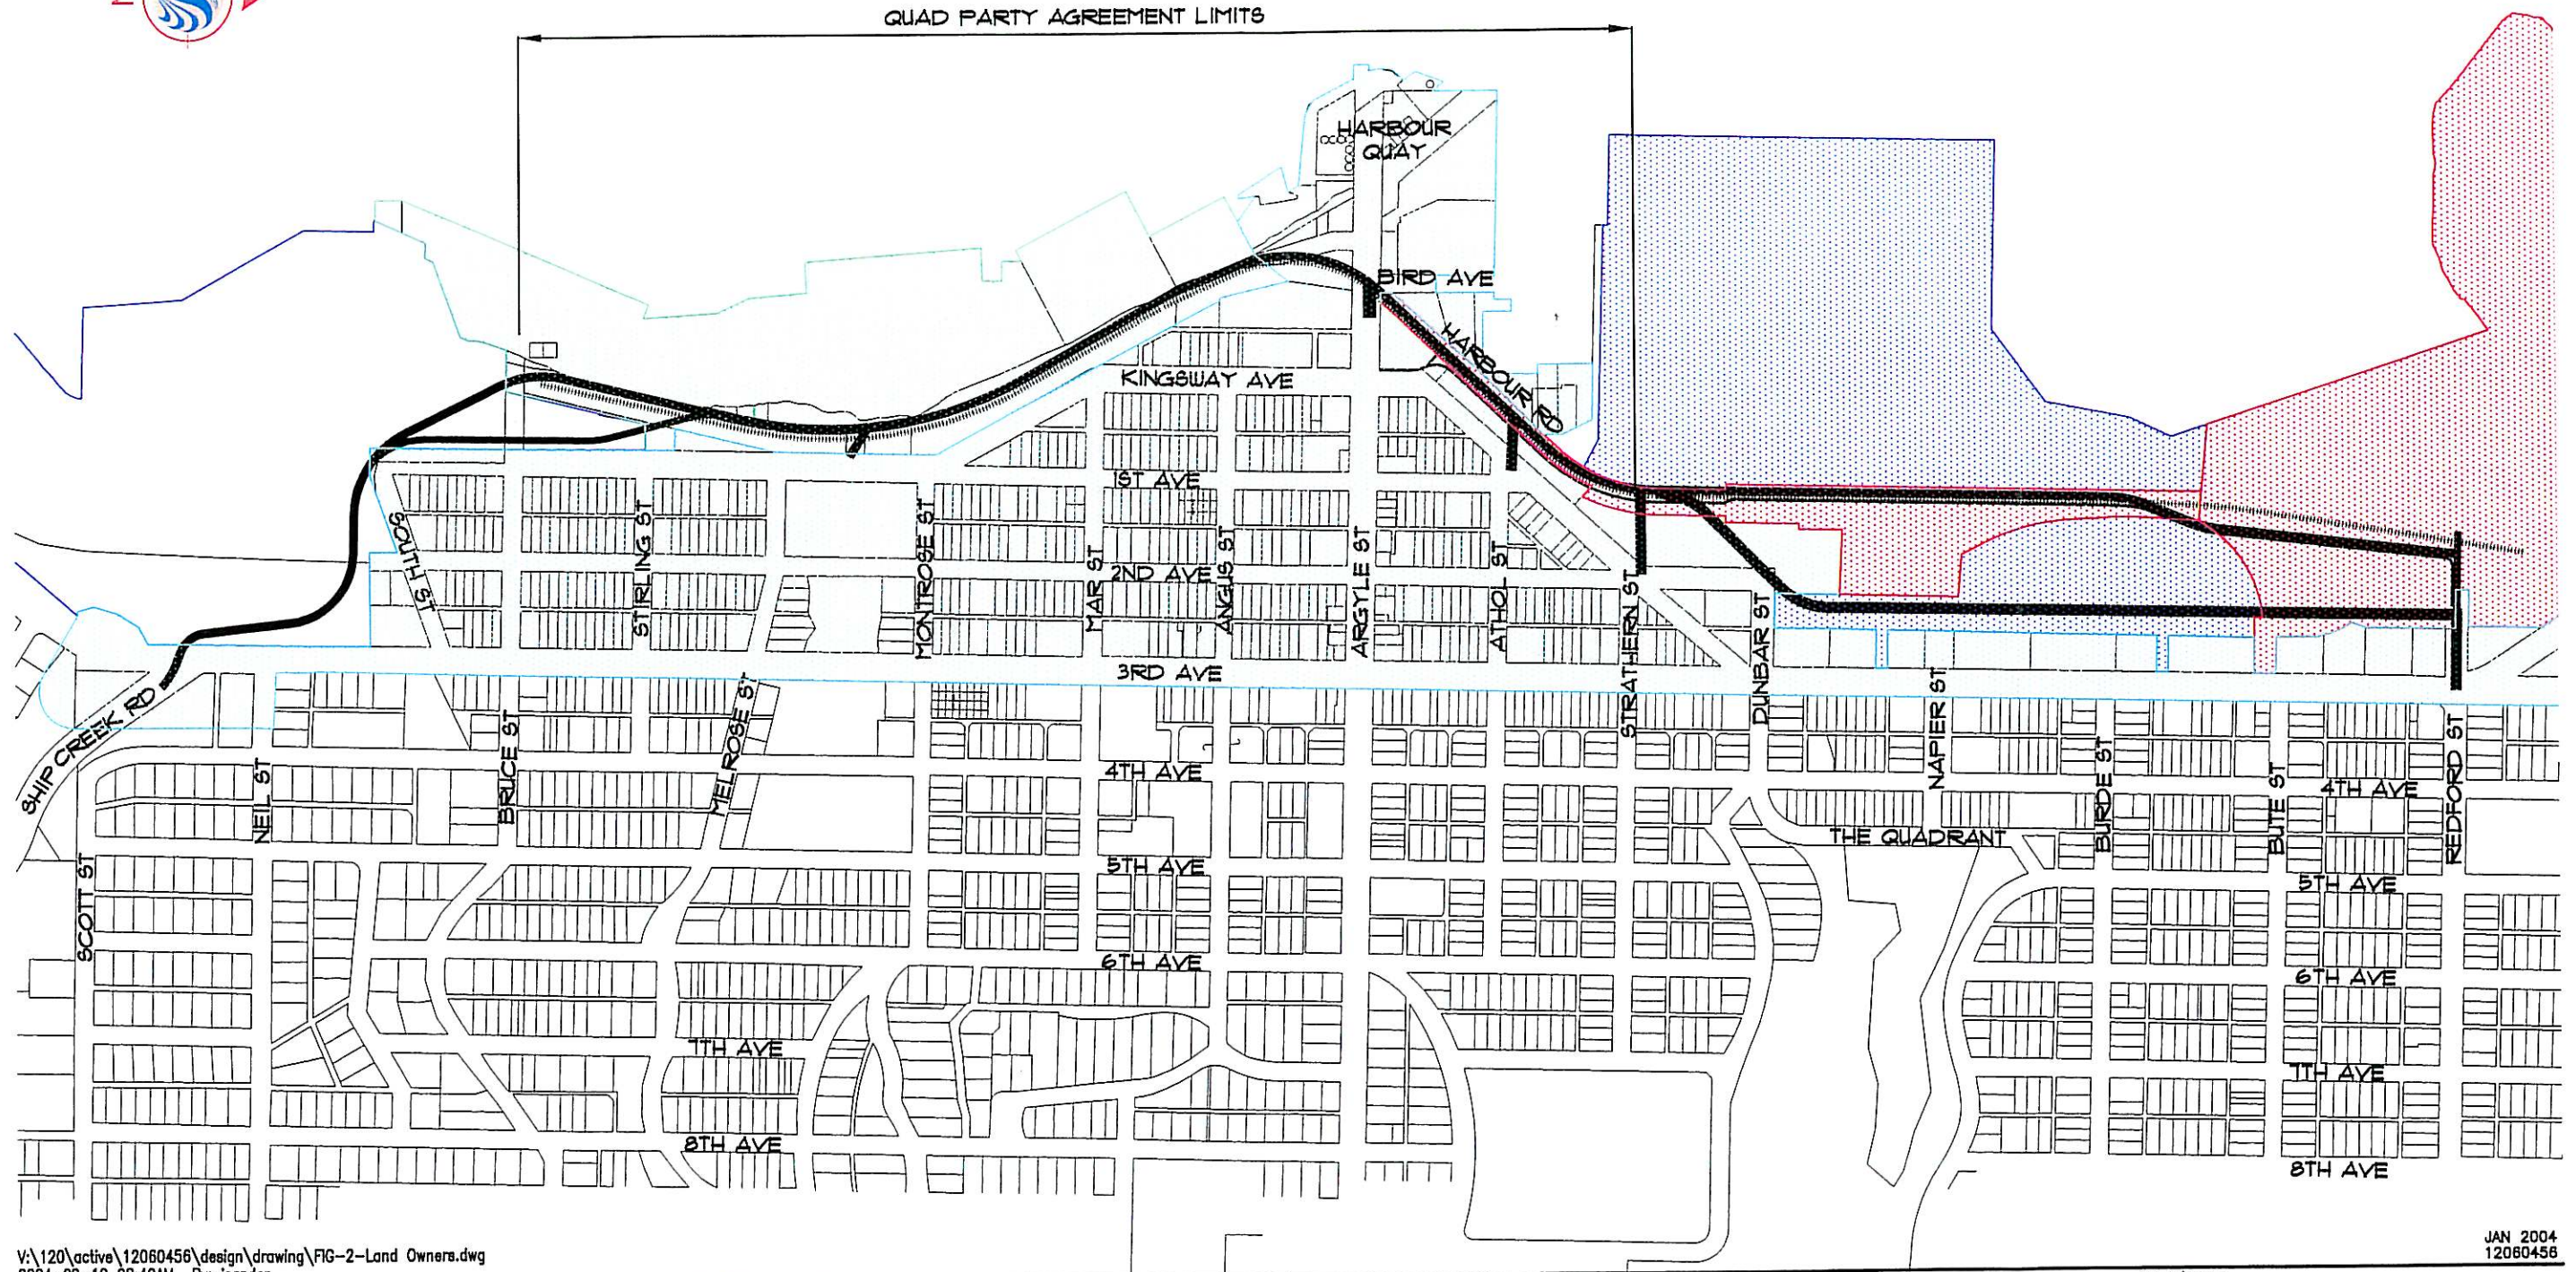 QUAD PARTY AGREEMENT LIMITS
HARBOUR
QUAY
BIRD AVE
HARBOUR RD
KINGSWAY AVE
1ST AVE
SOUTH ST
STIRLING ST
MONTROSE ST
MAR ST
2ND AVE
ANGUS ST
ARGYLE ST
ATHOL ST
STRATHERN ST
DUNBAR ST
3RD AVE
SHIP CREEK RD
NEIL ST
BRUCE ST
MELROSE ST
4TH AVE
NAPIER ST
BURDE ST
BUTE ST
4TH AVE
REDFORD ST
THE QUADRANT
SCOTT ST
5TH AVE
5TH AVE
6TH AVE
6TH AVE
7TH AVE
7TH AVE
8TH AVE
8TH AVE
V:\120\active\12060456\design\drawing\FIG-2-Land Owners.dwg
JAN 2004
12060456